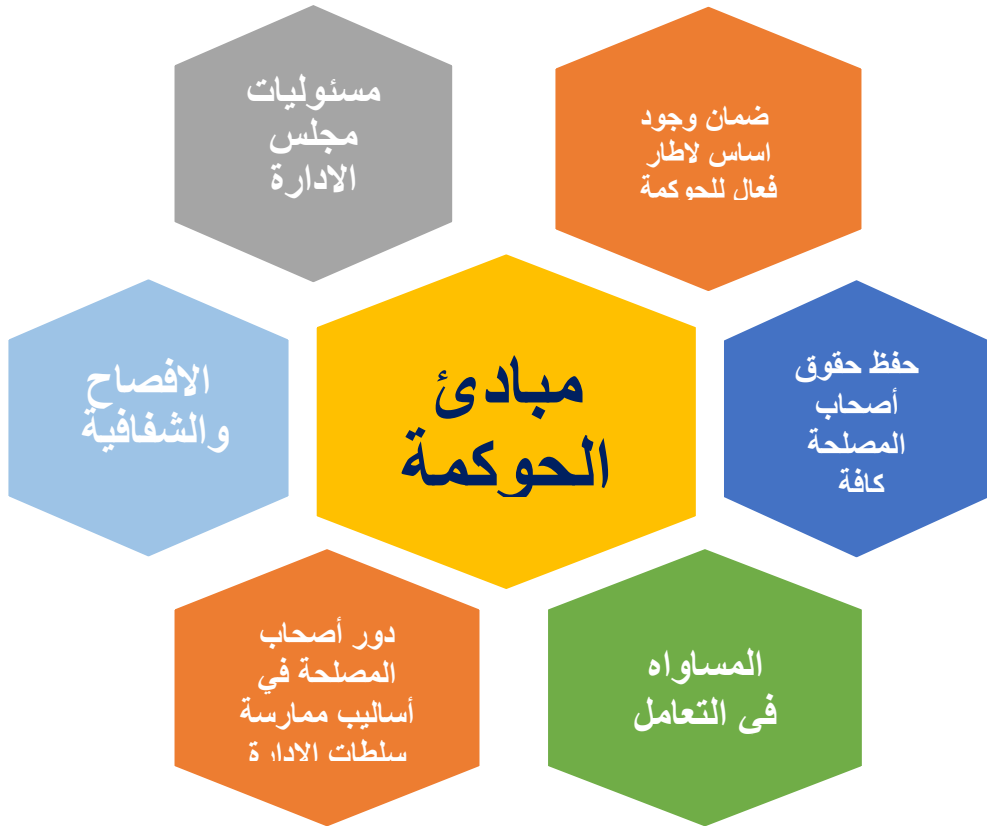 مسئوليات
مجلس
الادارة
ضمان وجود
اساس لاطار
فعال للحوكمة
الافصاح
والشفافية
مبادئ
الحوكمة
حفظ حقوق
أصحاب
المصلحة
كافة
دور أصحاب
المصلحة في
أساليب ممارسة
سلطات الادارة
المساواه
فى التعامل